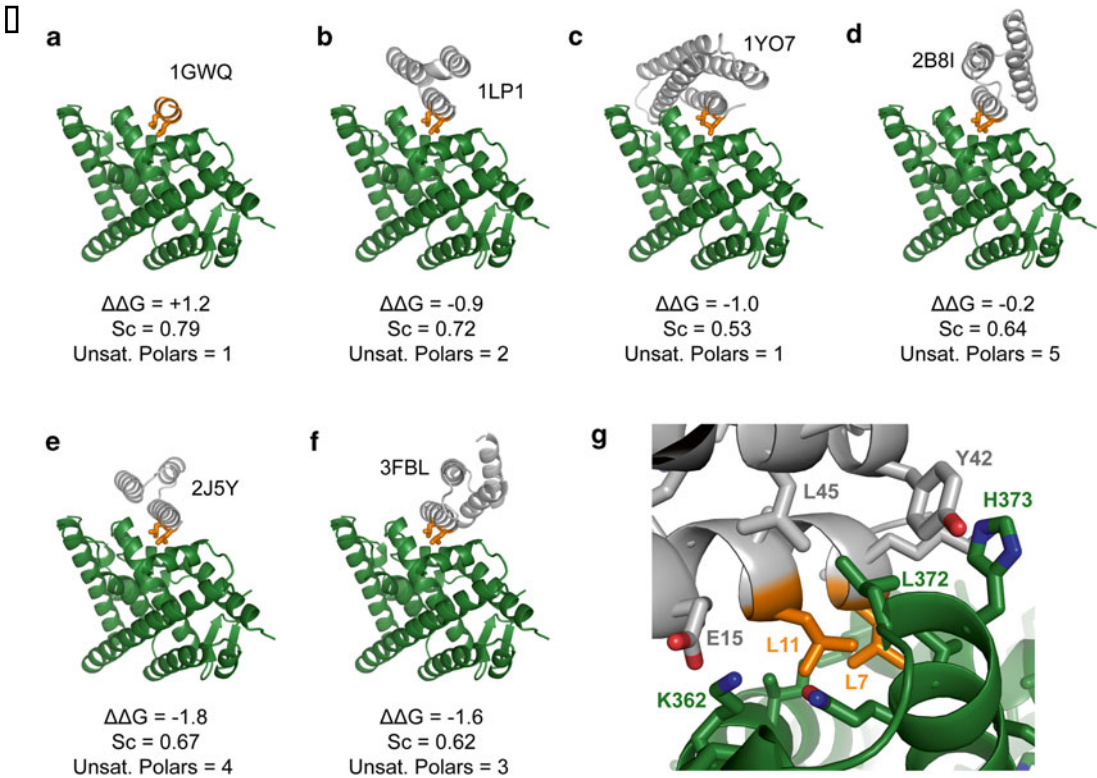 a
1GWQ
ΔΔG = +1.2
Sc = 0.79
Unsat. Polars = 1
b
1LP1
ΔΔG = -0.9
Sc = 0.72
Unsat. Polars = 2
c
1YO7
ΔΔG = -1.0
Sc = 0.53
Unsat. Polars = 1
d
2B8I
ΔΔG = -0.2
Sc = 0.64
Unsat. Polars = 5
e
2J5Y
ΔΔG = -1.8
Sc = 0.67
Unsat. Polars = 4
f
3FBL
ΔΔG = -1.6
Sc = 0.62
Unsat. Polars = 3
g
Y42
L45
H373
L372
E15
L11
L7
K362